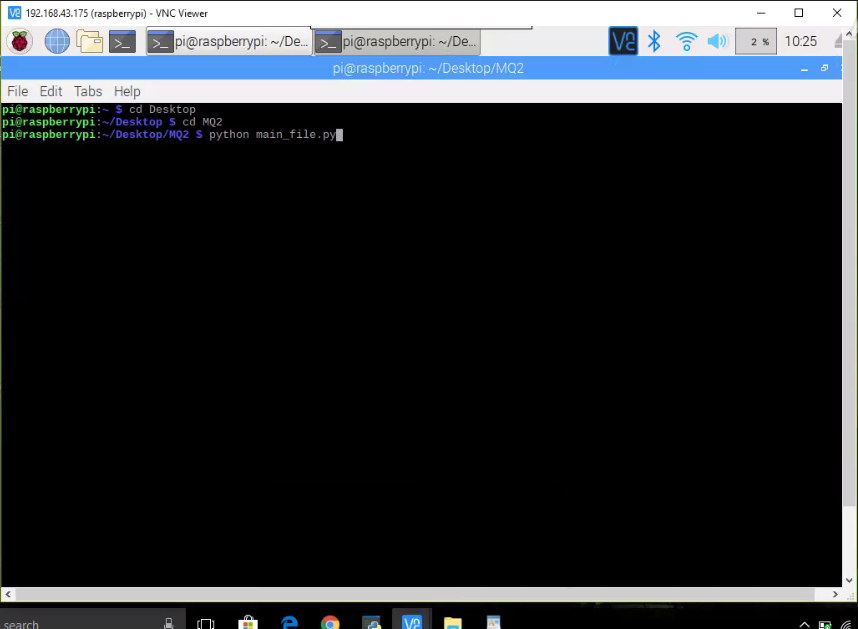 192.168.43.175 (raspberrypi) - VNC Viewer
pi@raspberrypi: ~/De... pi@raspberrypi: ~/De... 2 % 10:25
pi@raspberrypi: ~/Desktop/MQ2
File Edit Tabs Help
pi@raspberrypi:~ $ cd Desktop
pi@raspberrypi:~/Desktop $ cd MQ2
pi@raspberrypi:~/Desktop/MQ2 $ python main_file.py
search